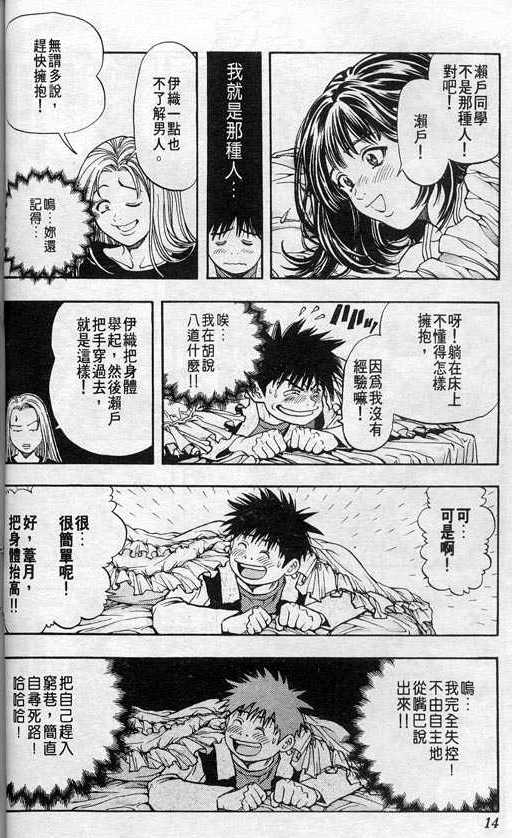 瀨戶同學
不是那種人！
對吧！
瀨戶！
我就是那種人…
伊織一點也
不了解男人。
無謂多說，
趕快擁抱！
嗚…妳還
記得…
呀！躺在床上
不懂得怎樣
擁抱，
因爲我沒有
經驗嘛！
唉…
我在胡說
八道什麼!!
伊織把身體
舉起，然後瀨戶
把手穿過去，
就是這樣！
可…
可是啊！
很…
很簡單呢！
好，葦月，
把身體抬高!!
嗚…
我完全失控！
不由自主地
從嘴巴說
出來!!
把自己趕入
窮巷，簡直
自尋死路！
哈哈哈！
14